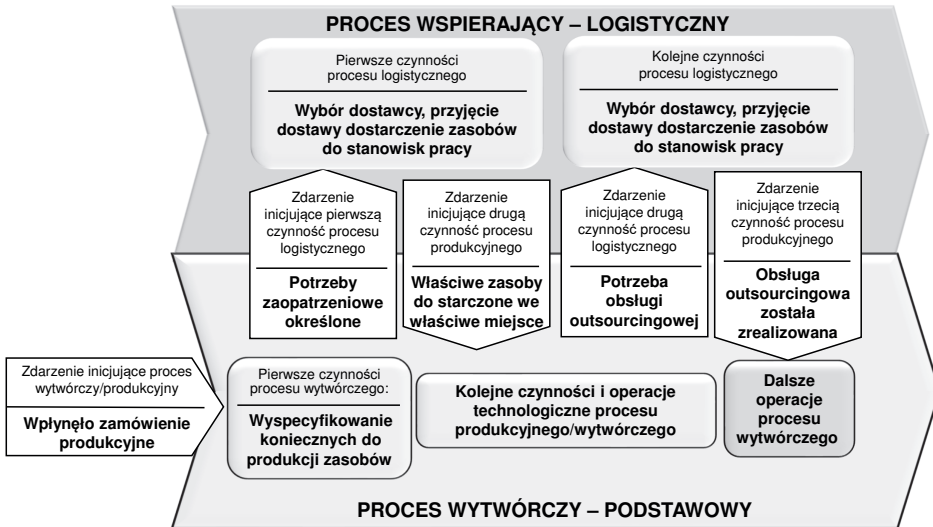 PROCES WSPIERAJĄCY – LOGISTYCZNY
Pierwsze czynności
procesu logistycznego
Wybór dostawcy, przyjęcie
dostawy dostarczenie zasobów
do stanowisk pracy
Kolejne czynności
procesu logistycznego
Wybór dostawcy, przyjęcie
dostawy dostarczenie zasobów
do stanowisk pracy
Zdarzenie
inicjujące pierwszą
czynność procesu
logistycznego
Potrzeby
zaopatrzeniowe
określone
Zdarzenie
inicjujące drugą
czynność procesu
produkcyjnego
Właściwe zasoby
do starczone we
właściwe miejsce
Zdarzenie
inicjujące drugą
czynność procesu
logistycznego
Potrzeba
obsługi
outsourcingowej
Zdarzenie
inicjujące trzecią
czynność procesu
produkcyjnego
Obsługa
outsourcingowa
została
zrealizowana
Zdarzenie inicjujące proces
wytwórczy/produkcyjny
Wpłynęło zamówienie
produkcyjne
Pierwsze czynności
procesu wytwórczego:
Wyspecyfikowanie
koniecznych do
produkcji zasobów
Kolejne czynności i operacje
technologiczne procesu
produkcyjnego/wytwórczego
Dalsze
operacje
procesu
wytwórczego
PROCES WYTWÓRCZY – PODSTAWOWY